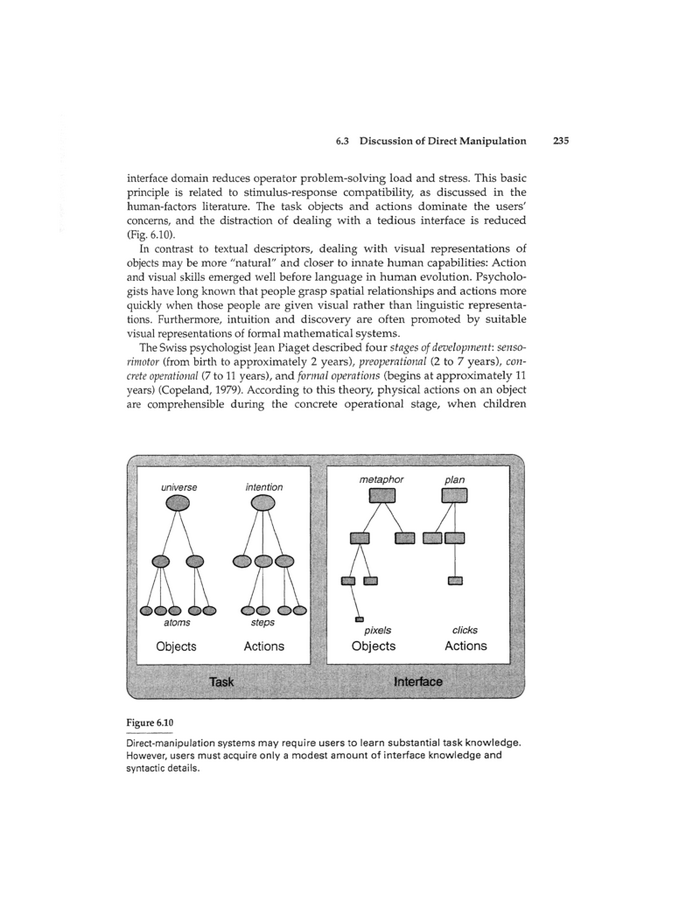 6.3 Discussion of Direct Manipulation 235
interface domain reduces operator problem-solving load and stress. This basic
principle is related to stimulus-response compatibility, as discussed in the
human-factors literature. The task objects and actions dominate the users'
concerns, and the distraction of dealing with a tedious interface is reduced
(Fig. 6.10).
In contrast to textual descriptors, dealing with visual representations of
objects may be more "natural" and closer to innate human capabilities: Action
and visual skills emerged well before language in human evolution. Psycholo-
gists have long known that people grasp spatial relationships and actions more
quickly when those people are given visual rather than linguistic representa-
tions. Furthermore, intuition and discovery are often promoted by suitable
visual representations of formal mathematical systems.
The Swiss psychologist Jean Piaget described four stages of development: senso-
rimotor (from birth to approximately 2 years), preoperational (2 to 7 years), con-
crete operational (7 to 11 years), and formal operations (begins at approximately 11
years) (Copeland, 1979). According to this theory, physical actions on an object
are comprehensible during the concrete operational stage, when children
universe intention
atoms steps
Objects Actions
Task
metaphor plan
pixels clicks
Objects Actions
Interface
Figure 6.10
Direct-manipulation systems may require users to learn substantial task knowledge.
However, users must acquire only a modest amount of interface knowledge and
syntactic details.